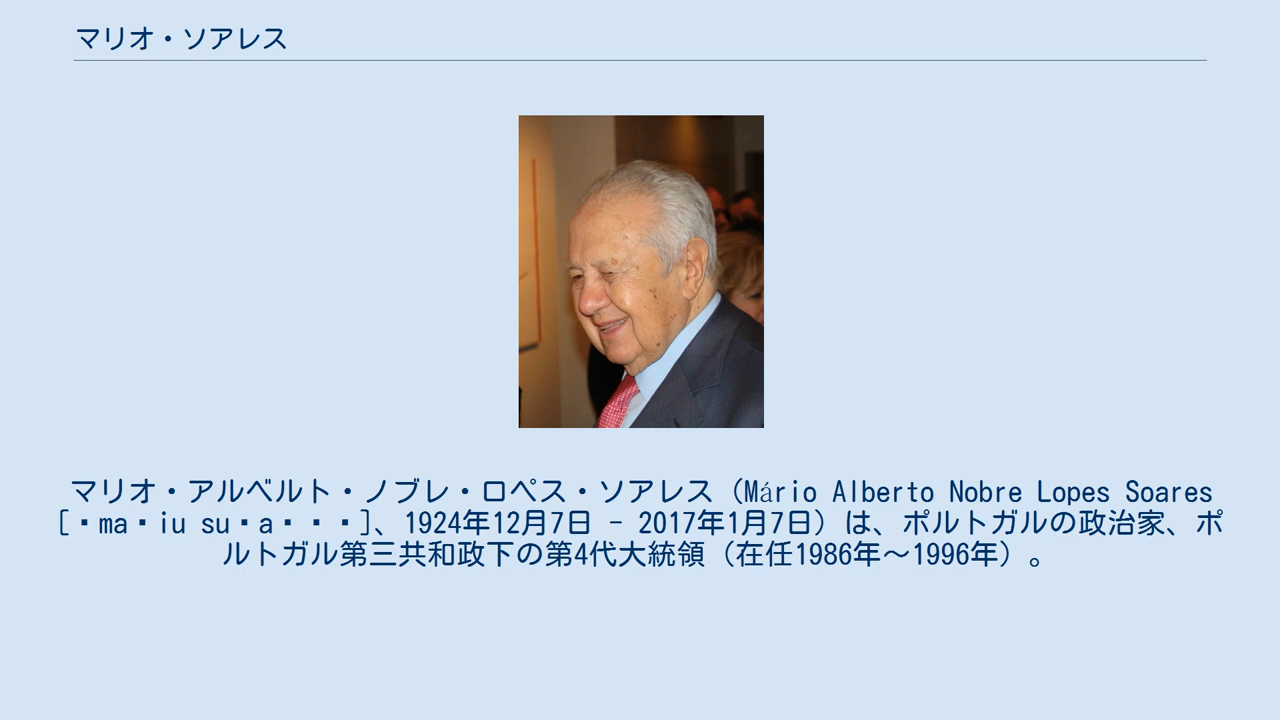 マリオ・ソアレス
マリオ・アルベルト・ノブレ・ロペス・ソアレス（Mário Alberto Nobre Lopes Soares
[▪ma▪iu su▪a▪▪▪]、1924年12月7日 - 2017年1月7日）は、ポルトガルの政治家、ポ
ルトガル第三共和政下の第4代大統領（在任1986年～1996年）。